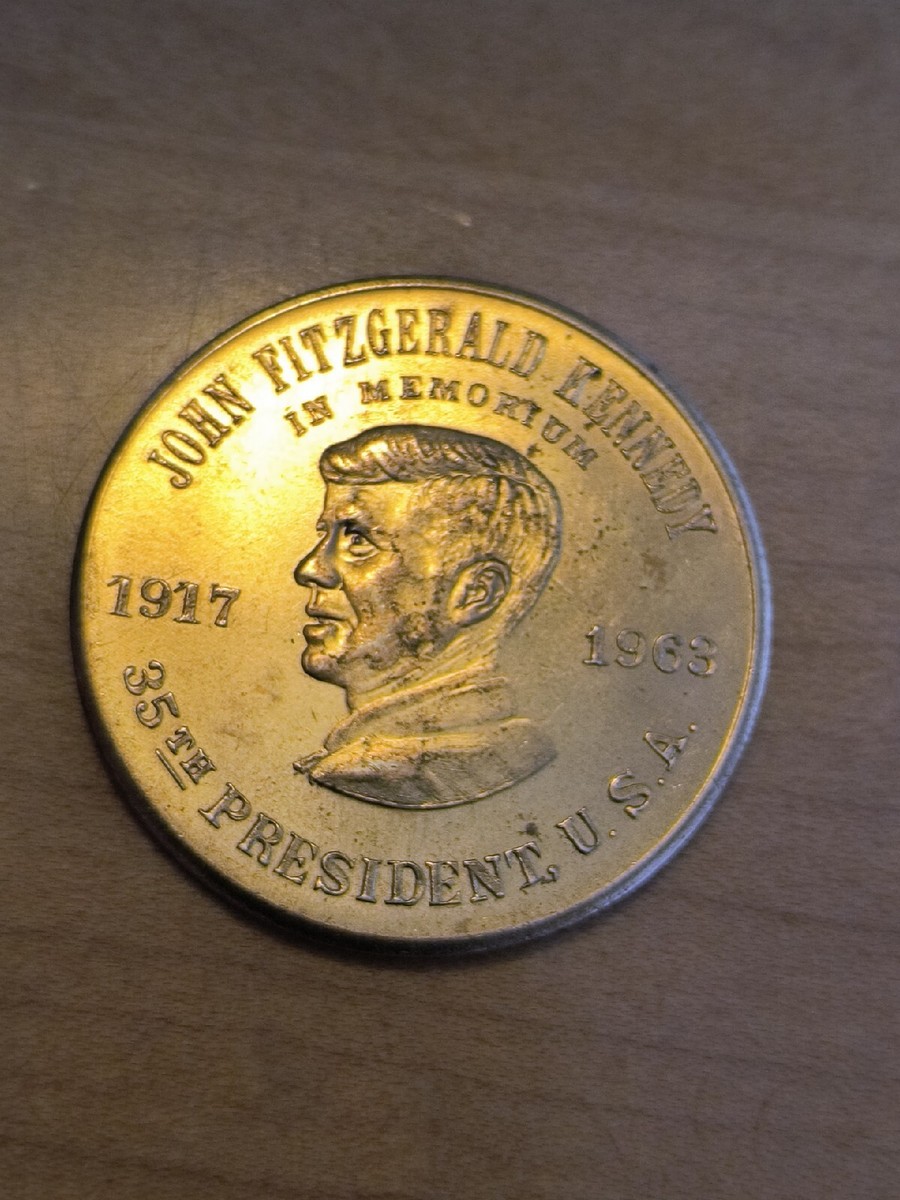 JOHN FITZGERALD KENNEDY
IN MEMORIUM
1917
1963
35TH PRESIDENT, U.S.A.